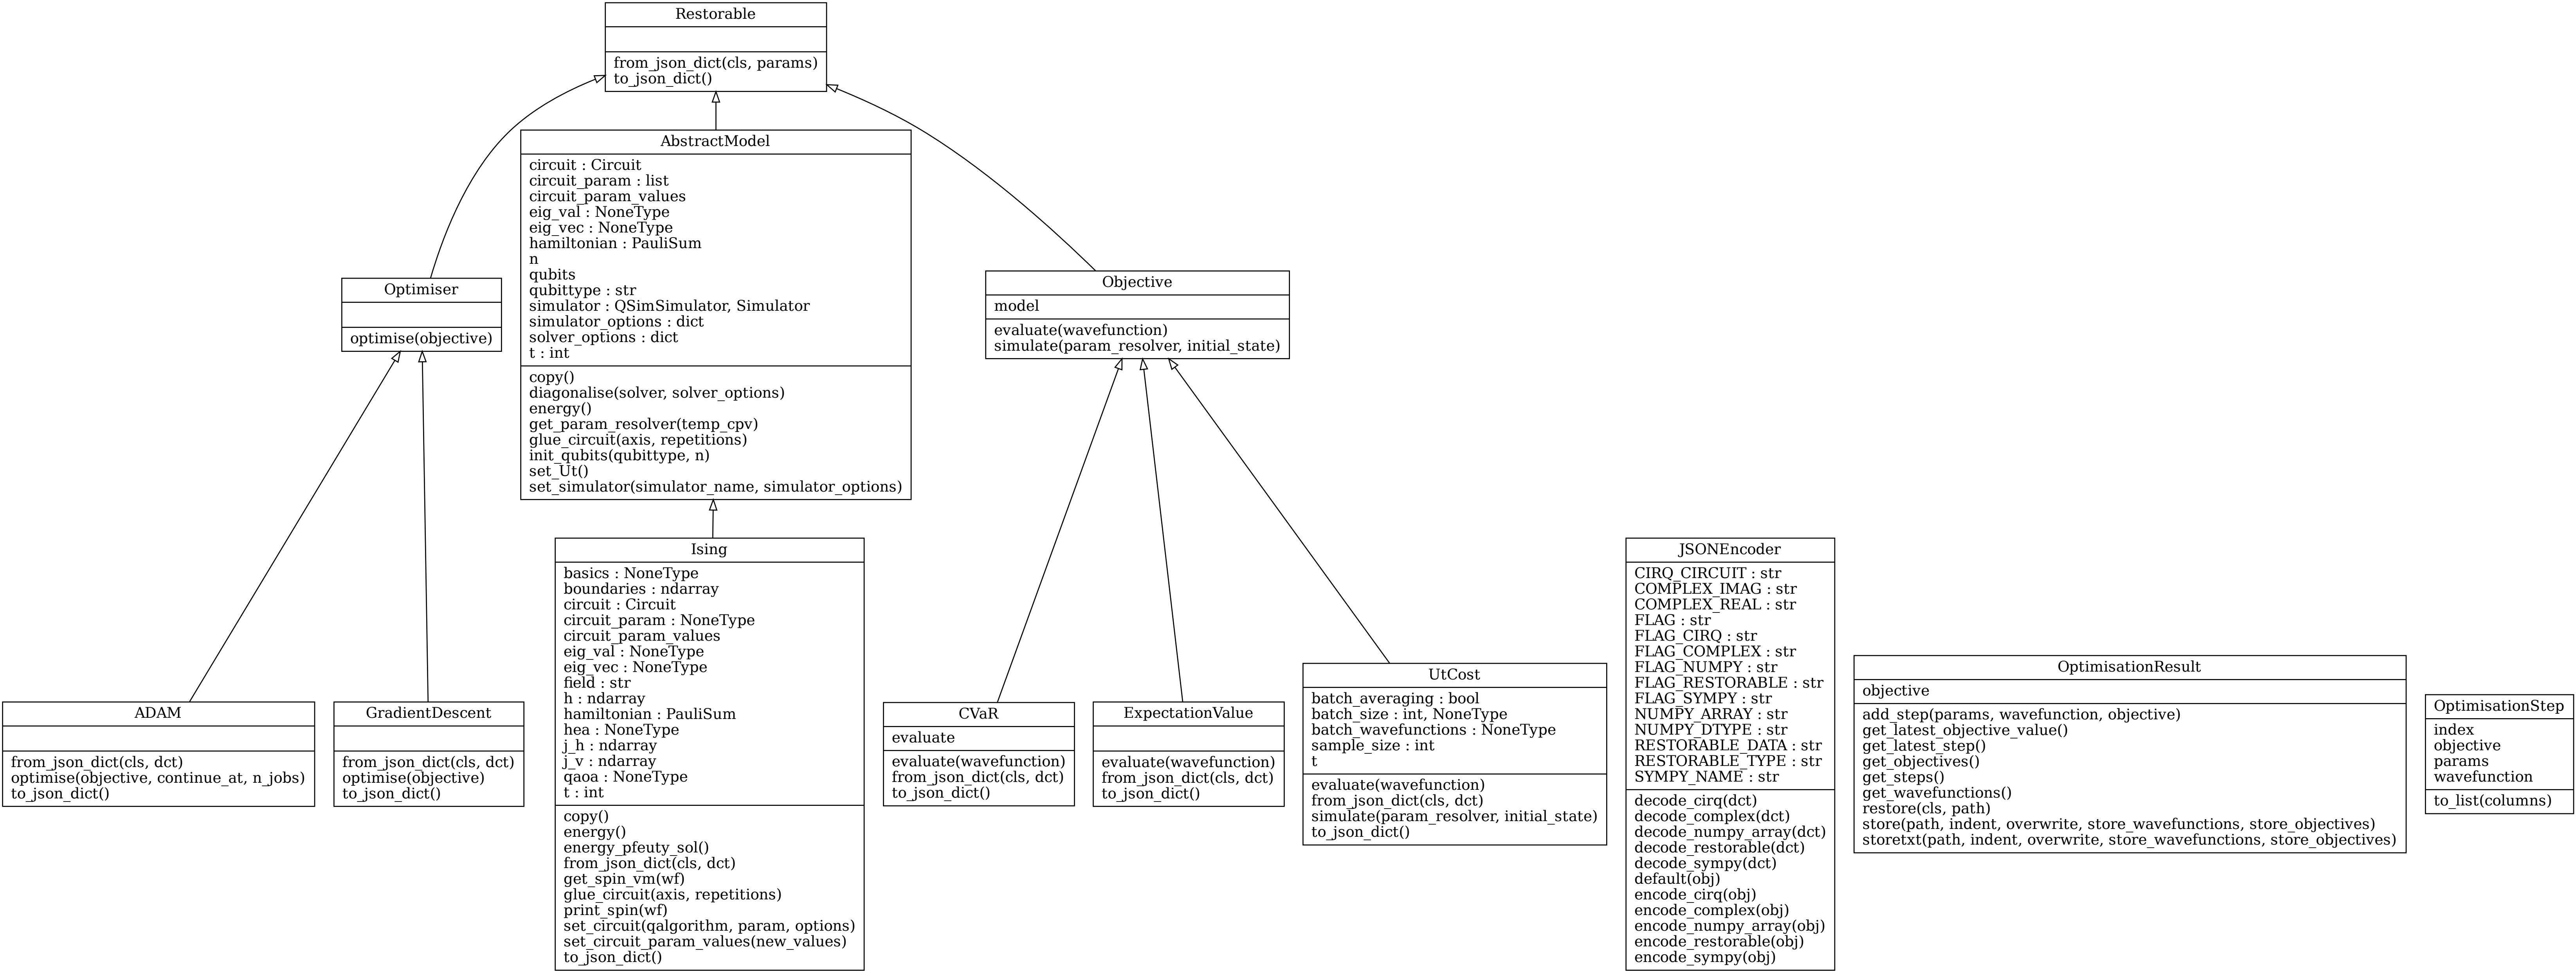 Restorable
from_json_dict(cls, params)
to_json_dict()
AbstractModel
circuit : Circuit
circuit_param : list
circuit_param_values
eig_val : NoneType
eig_vec : NoneType
hamiltonian : PauliSum
n
qubits
qubittype : str
simulator : QSimSimulator, Simulator
simulator_options : dict
solver_options : dict
t : int
copy()
diagonalise(solver, solver_options)
energy()
get_param_resolver(temp_cpv)
glue_circuit(axis, repetitions)
init_qubits(qubittype, n)
set_Ut()
set_simulator(simulator_name, simulator_options)
Optimiser
optimise(objective)
Objective
model
evaluate(wavefunction)
simulate(param_resolver, initial_state)
ADAM
from_json_dict(cls, dct)
optimise(objective, continue_at, n_jobs)
to_json_dict()
GradientDescent
from_json_dict(cls, dct)
optimise(objective)
to_json_dict()
Ising
basics : NoneType
boundaries : ndarray
circuit : Circuit
circuit_param : NoneType
circuit_param_values
eig_val : NoneType
eig_vec : NoneType
field : str
h : ndarray
hamiltonian : PauliSum
hea : NoneType
j_h : ndarray
j_v : ndarray
qaoa : NoneType
t : int
copy()
energy()
energy_pfeuty_sol()
from_json_dict(cls, dct)
get_spin_vm(wf)
glue_circuit(axis, repetitions)
print_spin(wf)
set_circuit(qalgorithm, param, options)
set_circuit_param_values(new_values)
to_json_dict()
CVaR
evaluate
evaluate(wavefunction)
from_json_dict(cls, dct)
to_json_dict()
ExpectationValue
evaluate(wavefunction)
from_json_dict(cls, dct)
to_json_dict()
UtCost
batch_averaging : bool
batch_size : int, NoneType
batch_wavefunctions : NoneType
sample_size : int
t
evaluate(wavefunction)
from_json_dict(cls, dct)
simulate(param_resolver, initial_state)
to_json_dict()
JSONEncoder
CIRQ_CIRCUIT : str
COMPLEX_IMAG : str
COMPLEX_REAL : str
FLAG : str
FLAG_CIRQ : str
FLAG_COMPLEX : str
FLAG_NUMPY : str
FLAG_RESTORABLE : str
FLAG_SYMPY : str
NUMPY_ARRAY : str
NUMPY_DTYPE : str
RESTORABLE_DATA : str
RESTORABLE_TYPE : str
SYMPY_NAME : str
decode_cirq(dct)
decode_complex(dct)
decode_numpy_array(dct)
decode_restorable(dct)
decode_sympy(dct)
default(obj)
encode_cirq(obj)
encode_complex(obj)
encode_numpy_array(obj)
encode_restorable(obj)
encode_sympy(obj)
OptimisationResult
objective
add_step(params, wavefunction, objective)
get_latest_objective_value()
get_latest_step()
get_objectives()
get_steps()
get_wavefunctions()
restore(cls, path)
store(path, indent, overwrite, store_wavefunctions, store_objectives)
storetxt(path, indent, overwrite, store_wavefunctions, store_objectives)
OptimisationStep
index
objective
params
wavefunction
to_list(columns)